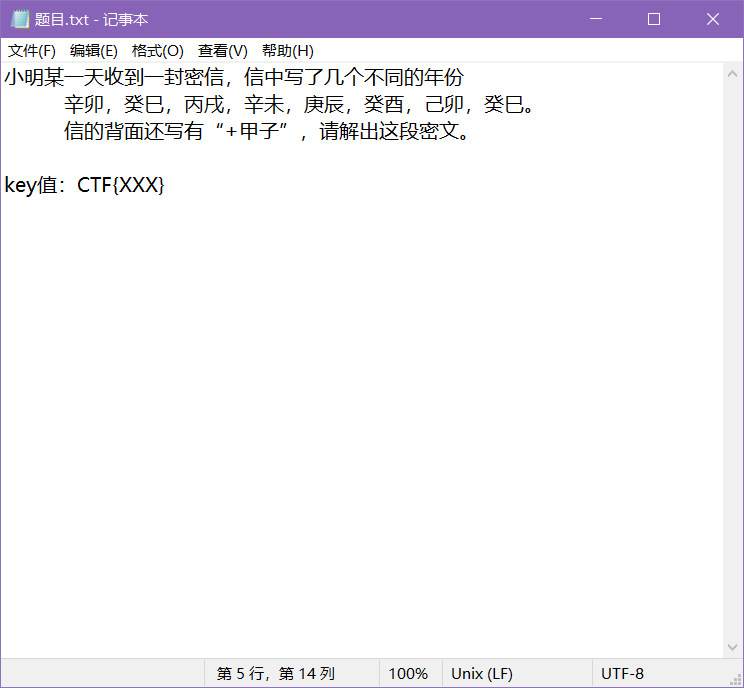 题目.txt - 记事本
文件(F) 编辑(E) 格式(O) 查看(V) 帮助(H)
小明某一天收到一封密信，信中写了几个不同的年份
辛卯，癸巳，丙戌，辛未，庚辰，癸酉，己卯，癸巳。
信的背面还写有“+甲子”，请解出这段密文。
key值：CTF{XXX}
第 5 行，第 14 列 100% Unix (LF) UTF-8